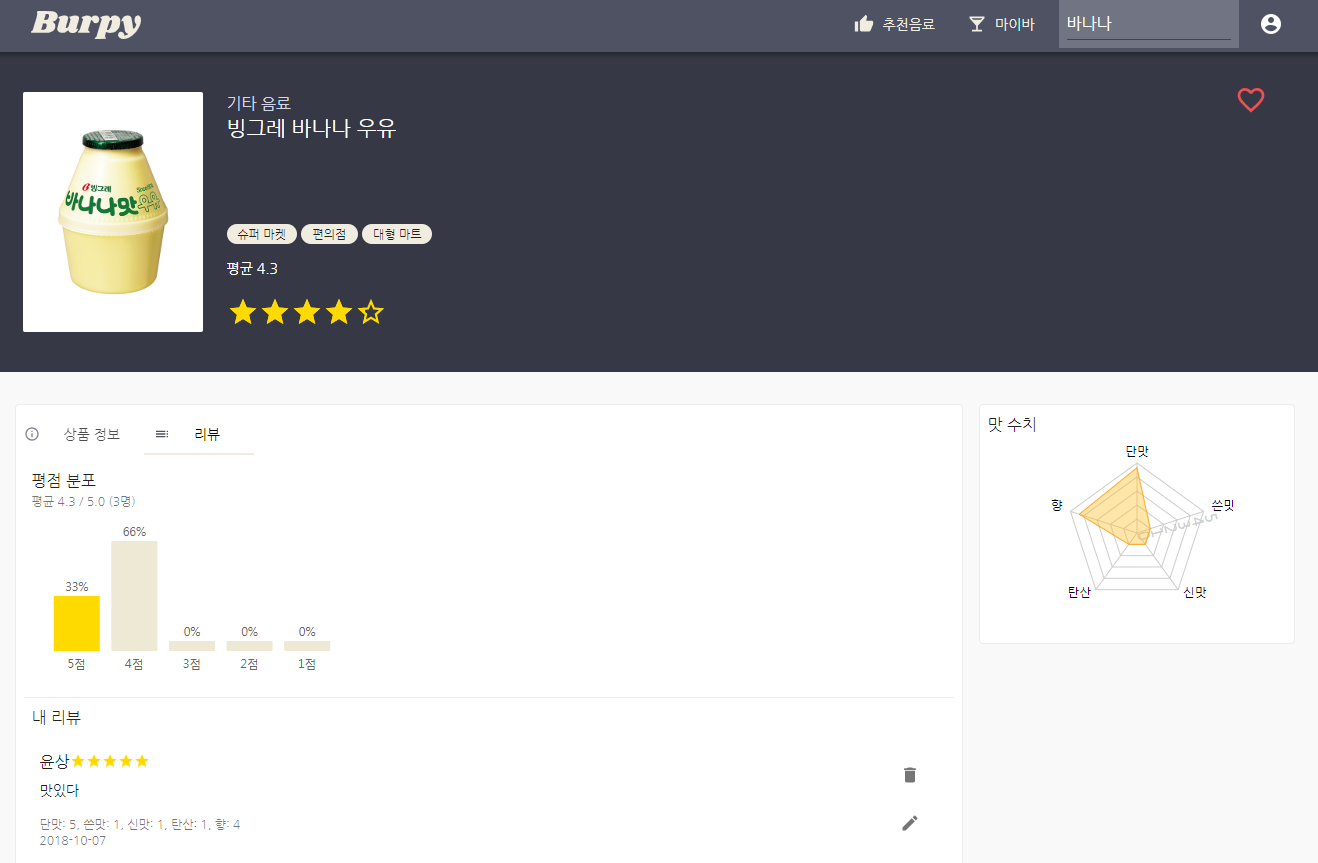 Burpy
추천음료
마이바
바나나
기타 음료
빙그레 바나나 우유
빙그레
바나나맛
우유
슈퍼 마켓
편의점
대형 마트
평균 4.3
상품 정보
리뷰
평점 분포
평균 4.3 / 5.0 (3명)
66%
33%
0%
0%
0%
5점
4점
3점
2점
1점
내 리뷰
윤상
맛있다
단맛: 5, 쓴맛: 1, 신맛: 1, 탄산: 1, 향: 4
2018-10-07
맛 수치
단맛
향
쓴맛
0 1 2 3 4 5
탄산
신맛